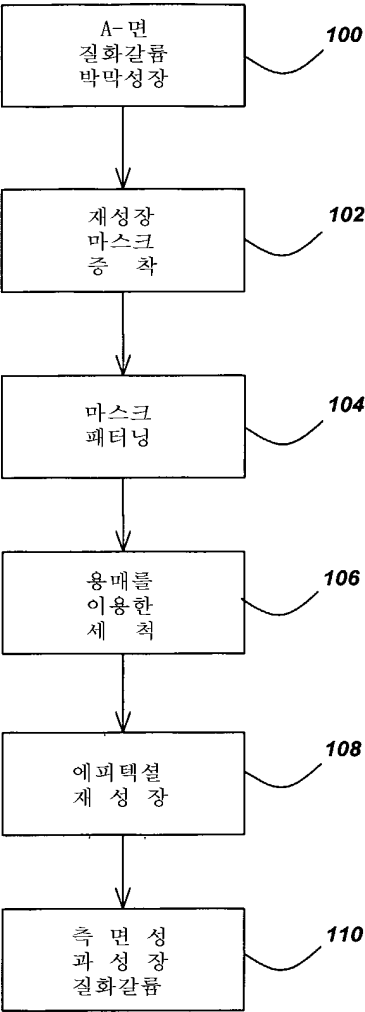 A-면
질화갈륨
박막성장
100
재성장
마스크
증 착
102
마스크
패터닝
104
용매를
이용한
세 척
106
에피텍셜
재 성 장
108
측 면 성
과 성 장
질화갈륨
110